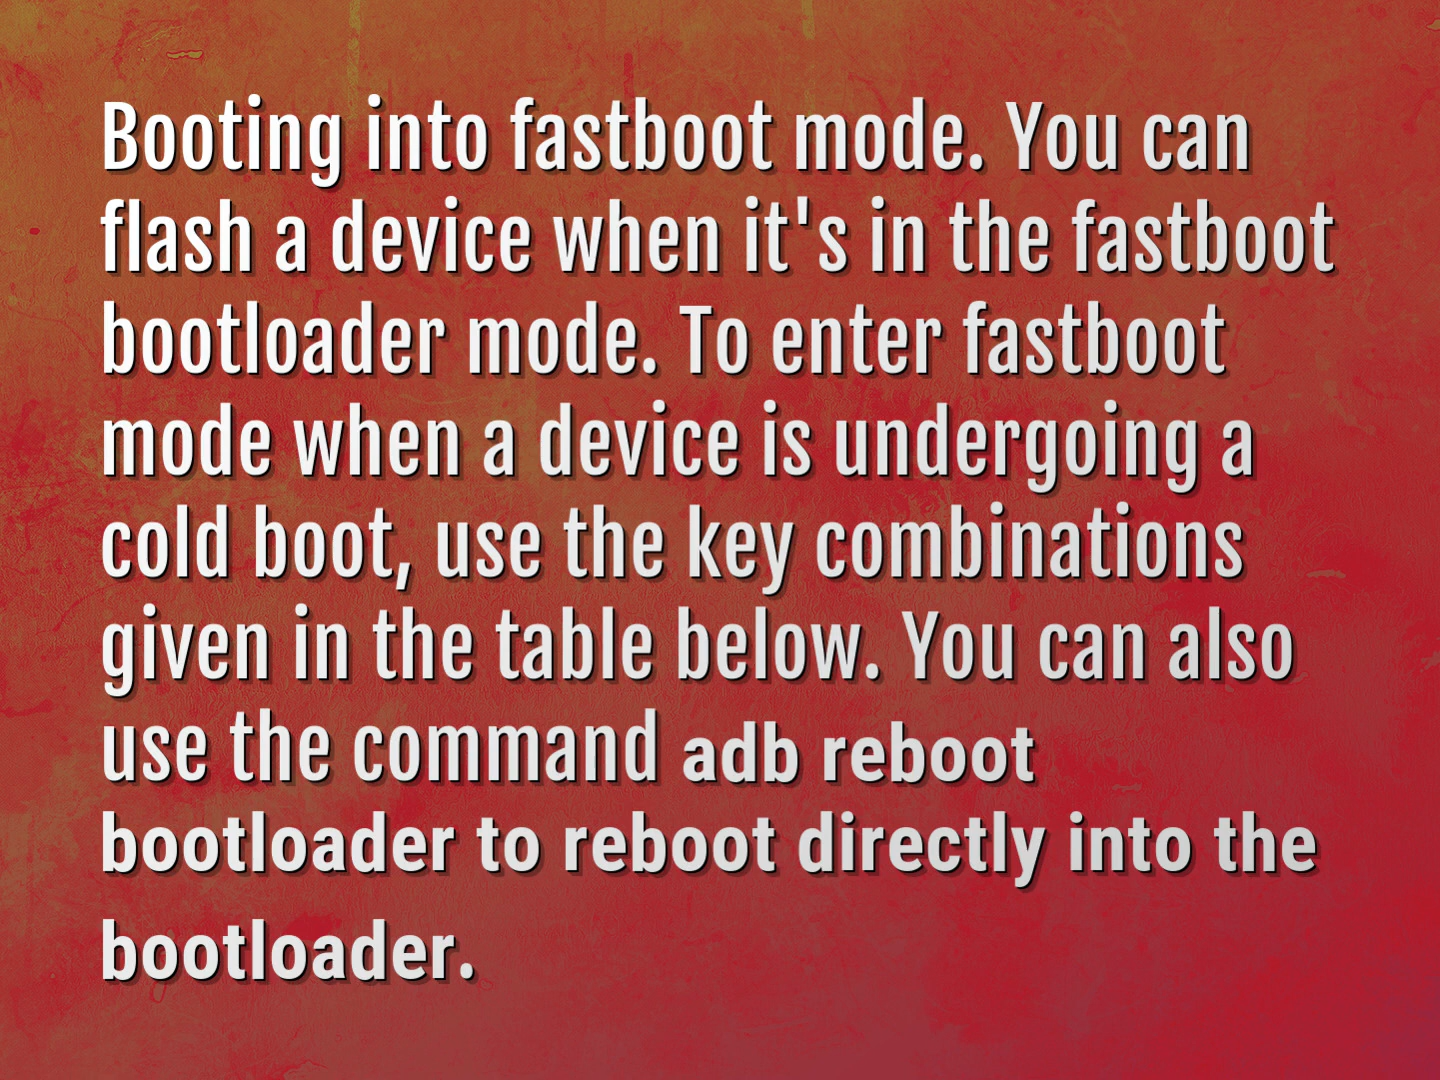 Booting into fastboot mode. You can
flash a device when it's in the fastboot
bootloader mode. To enter fastboot
mode when a device is undergoing a
cold boot, use the key combinations
given in the table below. You can also
use the command adb reboot
bootloader to reboot directly into the
bootloader.